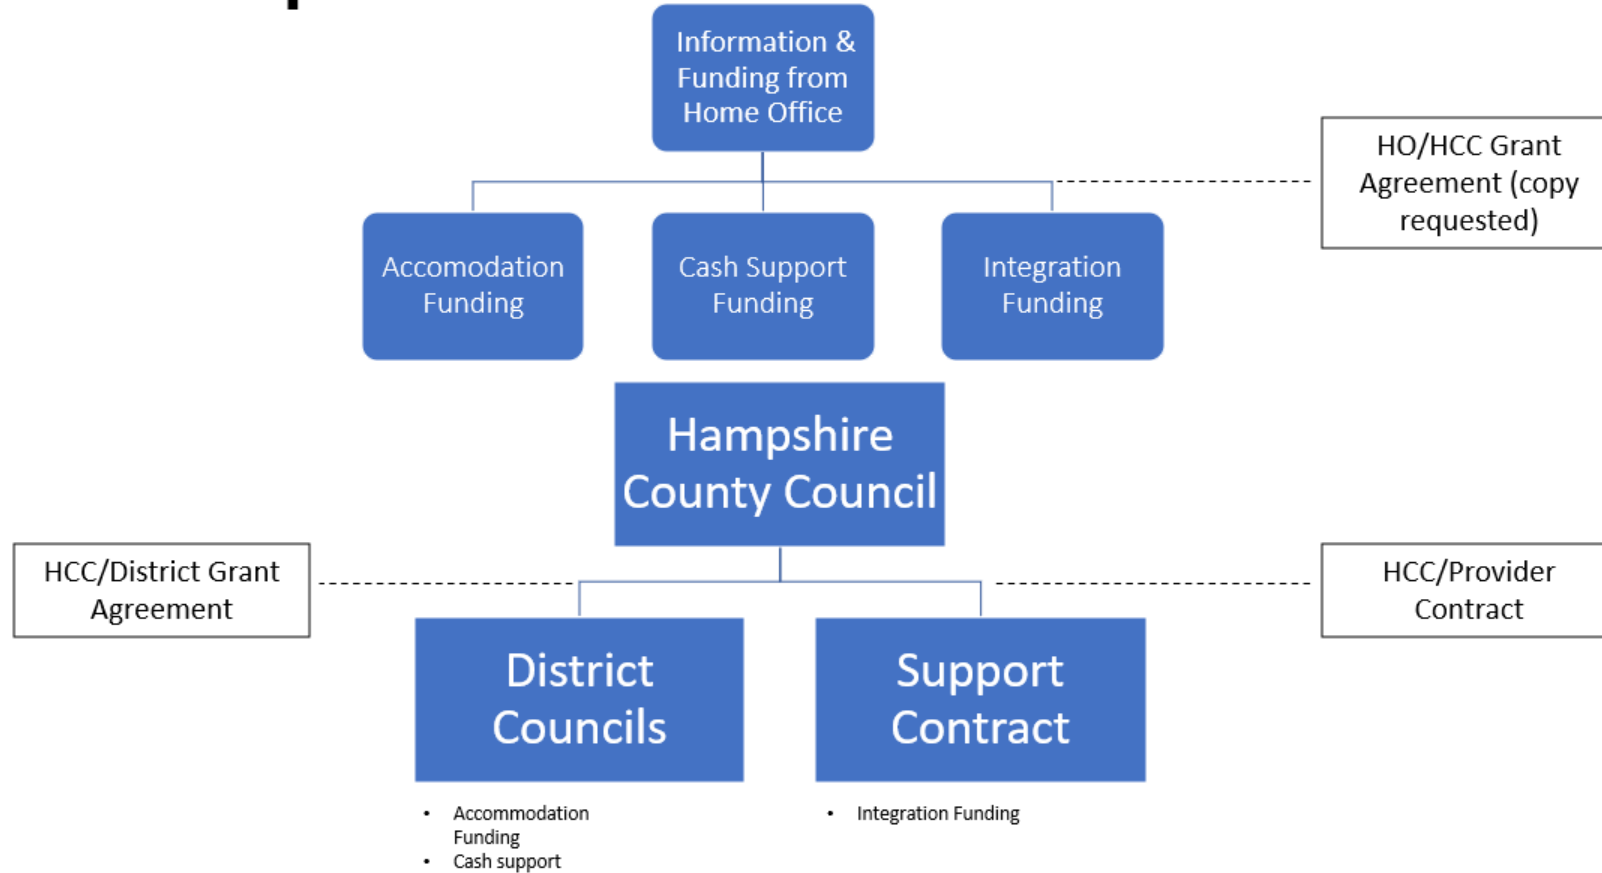 Information &
Funding from
Home Office
HO/HCC Grant
Agreement (copy
requested)
Accomodation
Funding
Cash Support
Funding
Integration
Funding
Hampshire
County Council
HCC/District Grant
Agreement
HCC/Provider
Contract
District
Councils
Support
Contract
• Accommodation
Funding
• Cash support
• Integration Funding